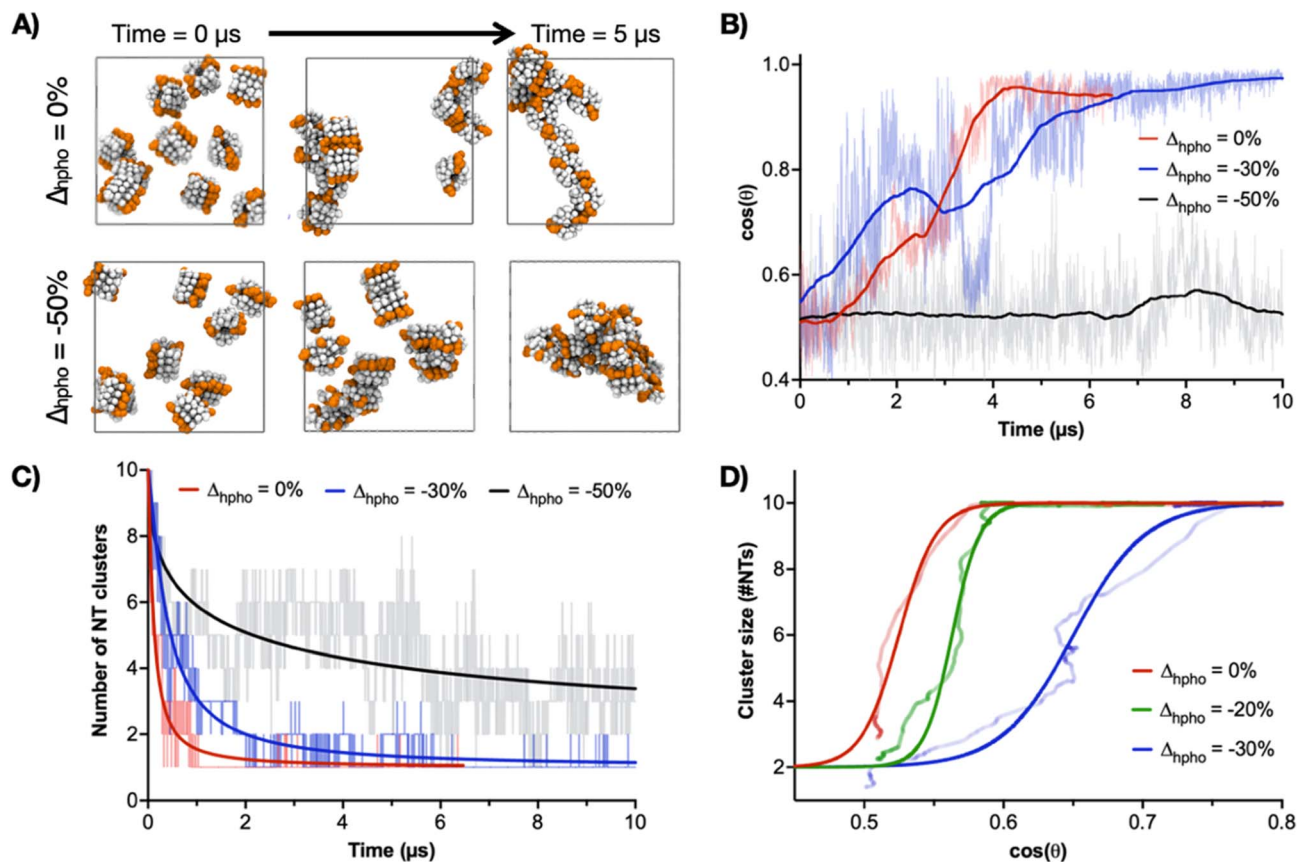 A)
Time = 0 µs
Time = 5 µs
Δhpho = 0%
Δhpho = -50%
B)
1.0
0.8
0.6
0.4
cos(θ)
Δhpho = 0%
Δhpho = -30%
Δhpho = -50%
0
2
4
6
8
10
Time (µs)
C)
10
8
6
4
2
0
Number of NT clusters
Δhpho = 0%
Δhpho = -30%
Δhpho = -50%
0
2
4
6
8
10
Time (µs)
D)
10
8
6
4
2
Cluster size (#NTs)
Δhpho = 0%
Δhpho = -20%
Δhpho = -30%
0.5
0.6
0.7
0.8
cos(θ)